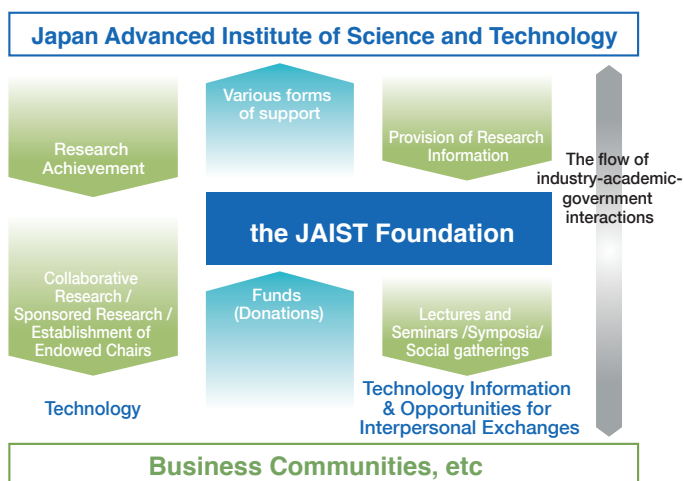 Japan Advanced Institute of Science and Technology
Research
Achievement
Various forms
of support
Provision of Research
Information
The flow of
industry-academic-
government
interactions
the JAIST Foundation
Collaborative
Research /
Sponsored Research /
Establishment of
Endowed Chairs
Funds
(Donations)
Lectures and
Seminars /Symposia/
Social gatherings
Technology
Technology Information
& Opportunities for
Interpersonal Exchanges
Business Communities, etc